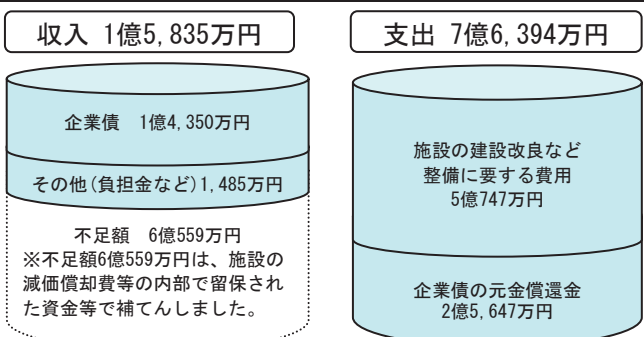 収入 1億5,835万円
企業債 1億4,350万円
その他(負担金など)1,485万円
不足額 6億559万円
※不足額6億559万円は、施設の
減価償却費等の内部で留保され
た資金等で補てんしました。
支出 7億6,394万円
施設の建設改良など
整備に要する費用
5億747万円
企業債の元金償還金
2億5,647万円